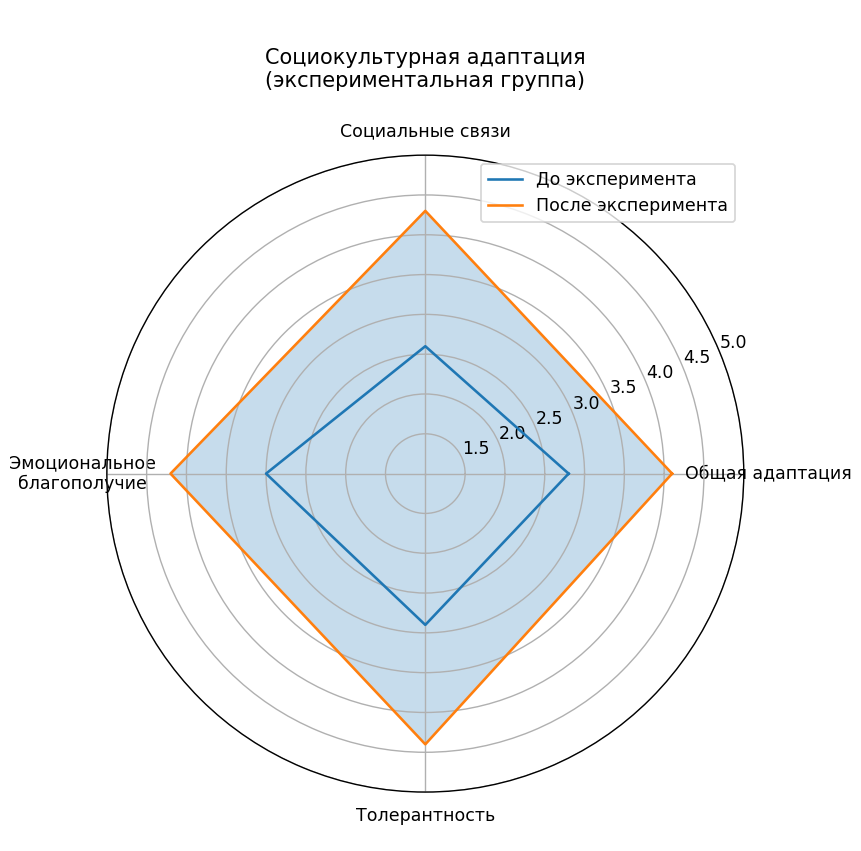 Социокультурная адаптация
(экспериментальная группа)
Социальные связи
До эксперимента
После эксперимента
5.0
4.5
4.0
3.5
3.0
2.5
2.0
1.5
Эмоциональное
благополучие
Общая адаптация
Толерантность